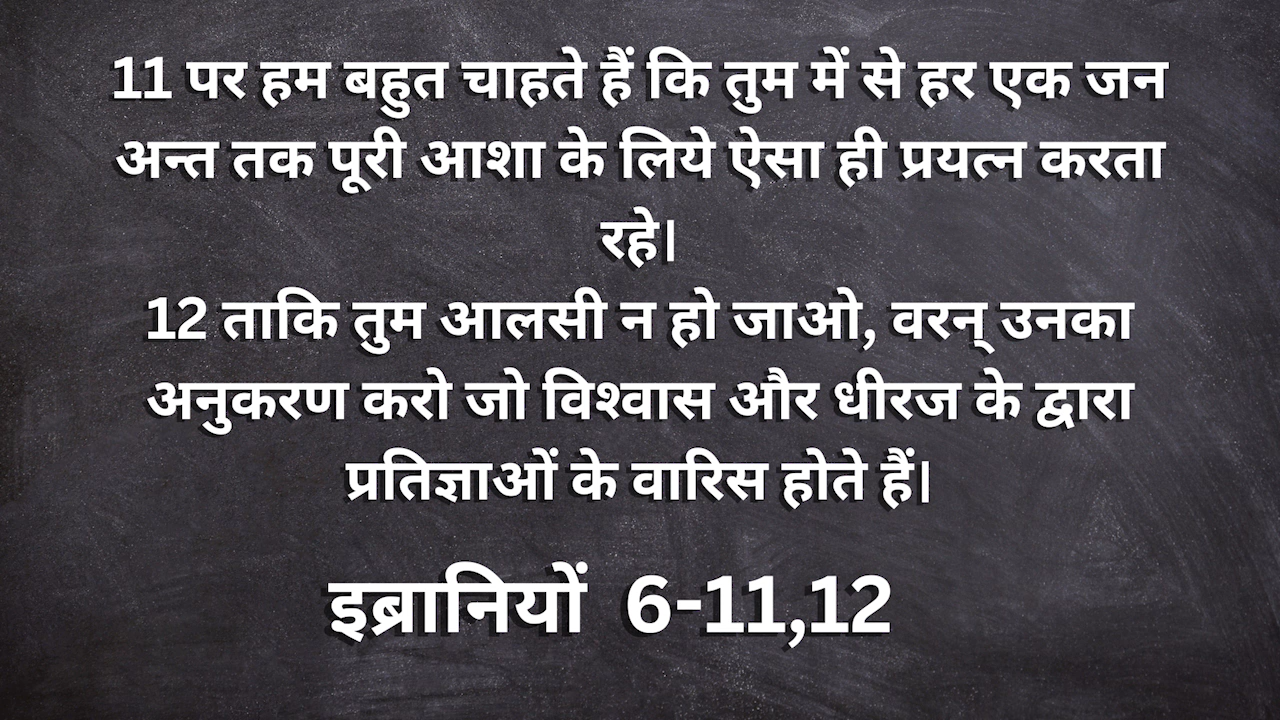 11 पर हम बहुत चाहते हैं कि तुम में से हर एक जन
अन्त तक पूरी आशा के लिये ऐसा ही प्रयत्न करता
रहे।
12 ताकि तुम आलसी न हो जाओ, वरन् उनका
अनुकरण करो जो विश्वास और धीरज के द्वारा
प्रतिज्ञाओं के वारिस होते हैं।
इब्रानियों 6-11,12